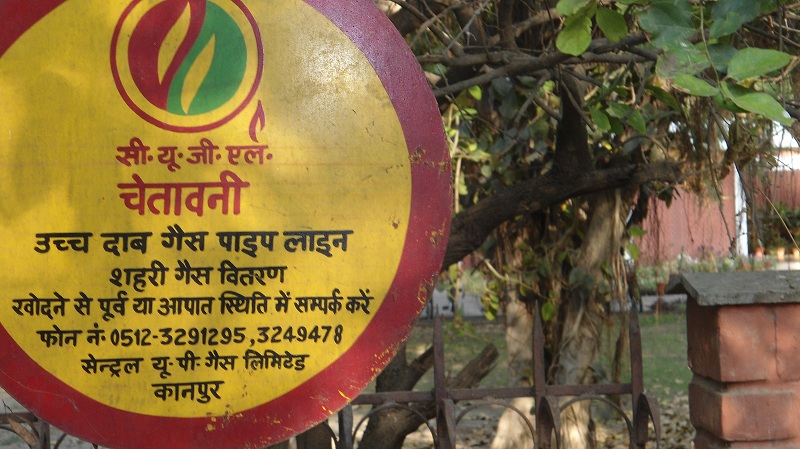 सी॰यू॰जी॰एल॰
चेतावनी
उच्च दाब गैस पाइप लाइन
शहरी गैस वितरण
खोदने से पूर्व या आपात स्थिति में सम्पर्क करें
फोन नं॰ 0512-3291295,3249478
सेन्ट्रल यू॰पी॰गैस लिमिटेड
कानपुर